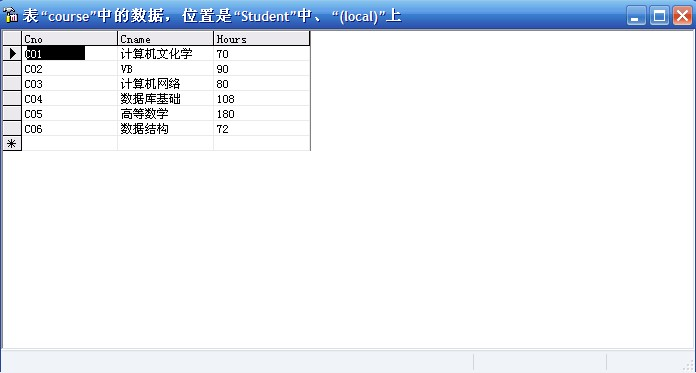 表“course”中的数据，位置是“Student”中、“(local)”上
Cno Cname Hours
C01 计算机文化学 70
C02 VB 90
C03 计算机网络 80
C04 数据库基础 108
C05 高等数学 180
C06 数据结构 72